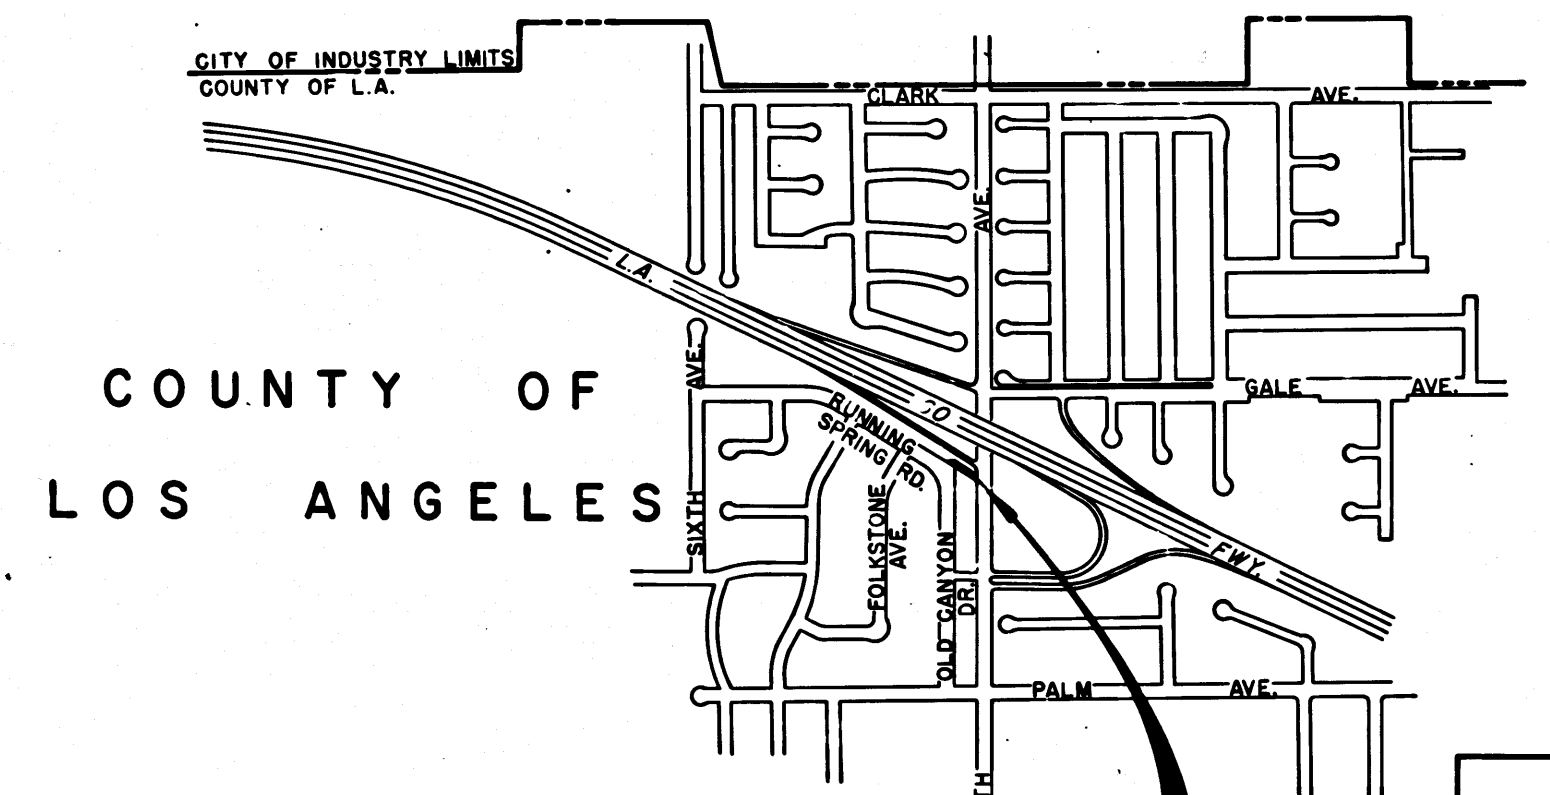 CITY OF INDUSTRY LIMITS
COUNTY OF L.A.
CLARK AVE.
AVE.
L.A. 60 FWY.
COUNTY OF
LOS ANGELES
SIXTH AVE.
GALE AVE.
RUNNING
SPRING RD.
FOLKSTONE
AVE.
OLD CANYON
DR.
PALM AVE.
TH